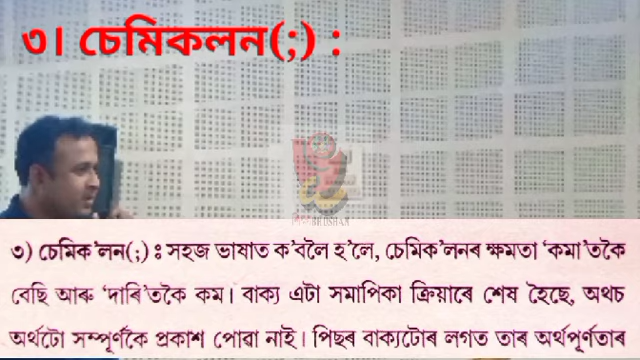 ৩। চেমিকলন(;) :
BHUSHAN
৩) চেমিক’লন(;) ঃ সহজ ভাষাত ক’বলৈ হ’লে, চেমিক’লনৰ ক্ষমতা ‘কমা’তকৈ
বেছি আৰু ‘দাৰি’তকৈ কম। বাক্য এটা সমাপিকা ক্ৰিয়াৰে শেষ হৈছে, অথচ
অৰ্থটো সম্পূৰ্ণকৈ প্ৰকাশ পোৱা নাই। পিছৰ বাক্যটোৰ লগত তাৰ অৰ্থপূৰ্ণতাৰ